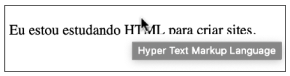 Eu estou estudando HTML para criar sites.
Hyper Text Markup Language